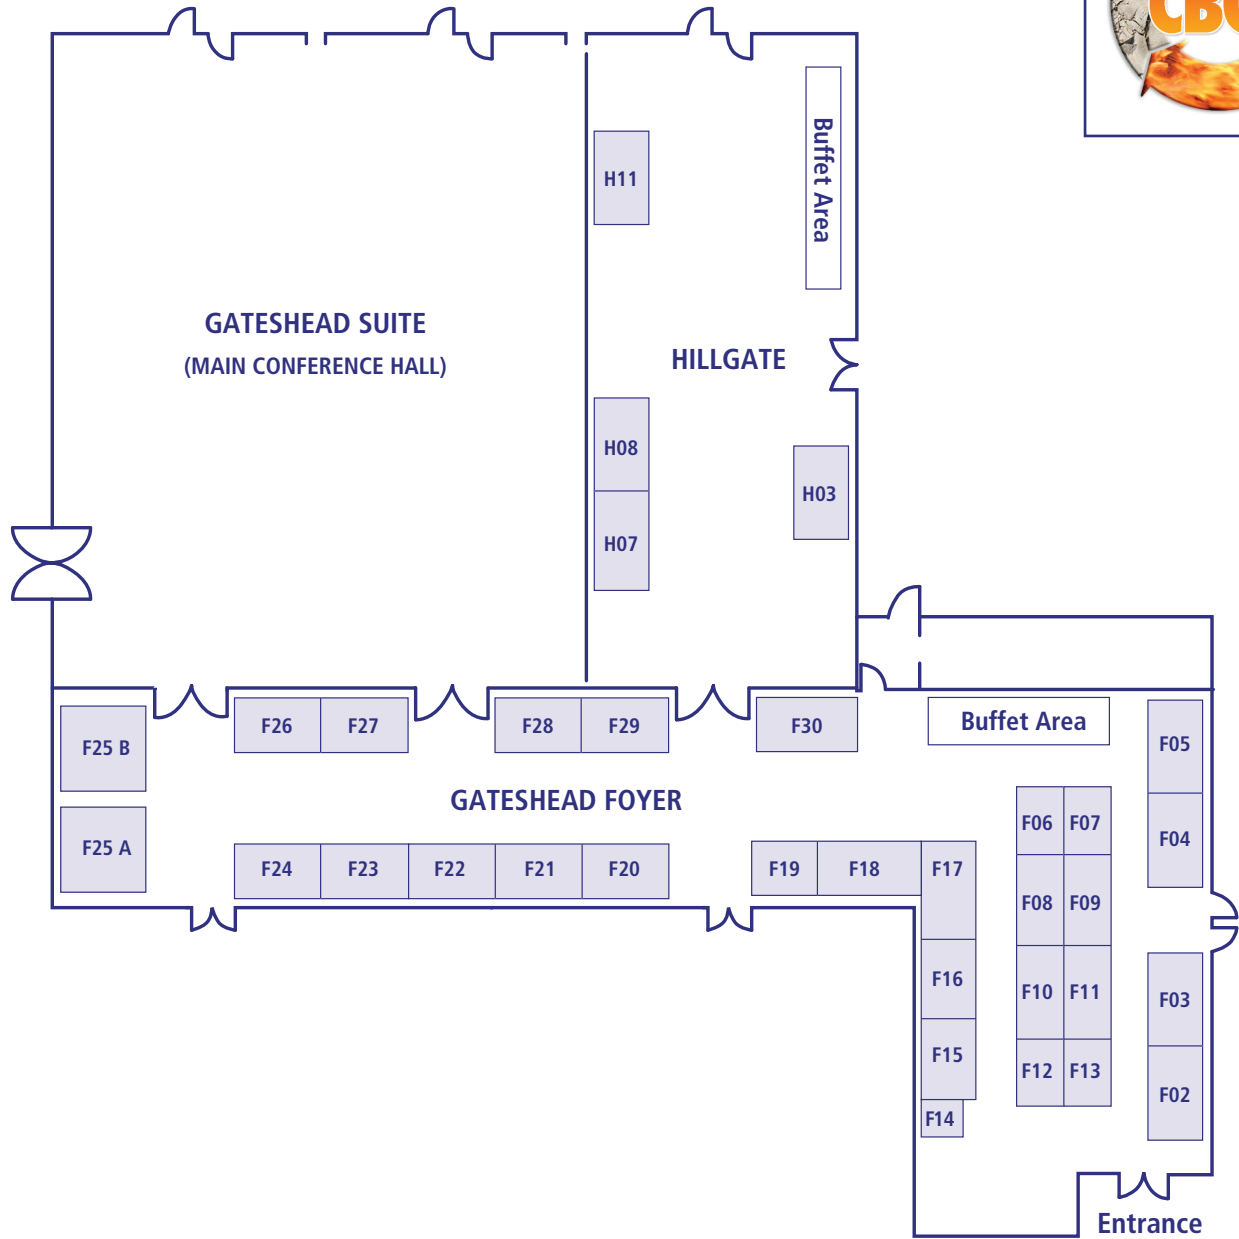 H11
Buffet Area
GATESHEAD SUITE
(MAIN CONFERENCE HALL)
HILLGATE
H08
H03
H07
F25 B
F26
F27
F28
F29
F30
Buffet Area
F05
GATESHEAD FOYER
F06
F07
F04
F25 A
F24
F23
F22
F21
F20
F19
F18
F17
F08
F09
F16
F10
F11
F03
F15
F12
F13
F02
F14
Entrance